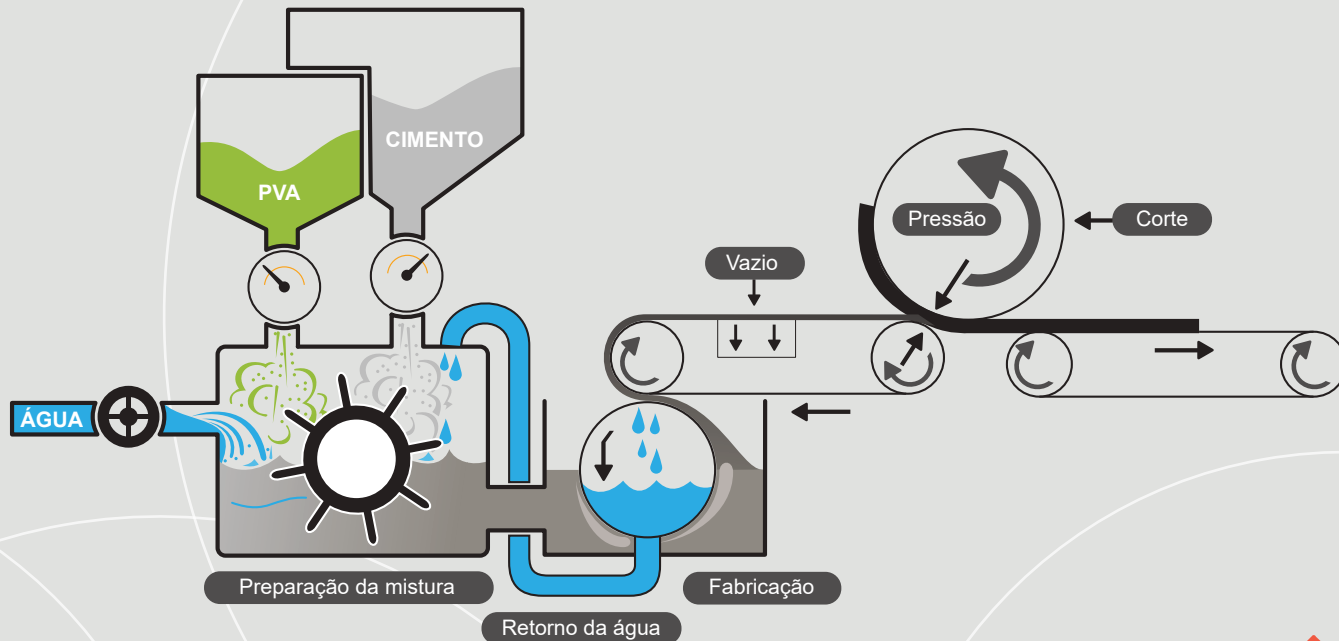 CIMENTO
PVA
Pressão
Corte
Vazio
ÁGUA
Preparação da mistura
Fabricação
Retorno da água